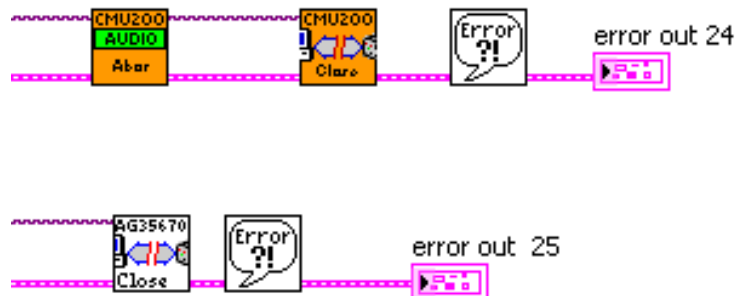 CMU200
AUDIO
Abor
CMU200
Close
Error
?!
error out 24
AG35670
Close
Error
?!
error out 25